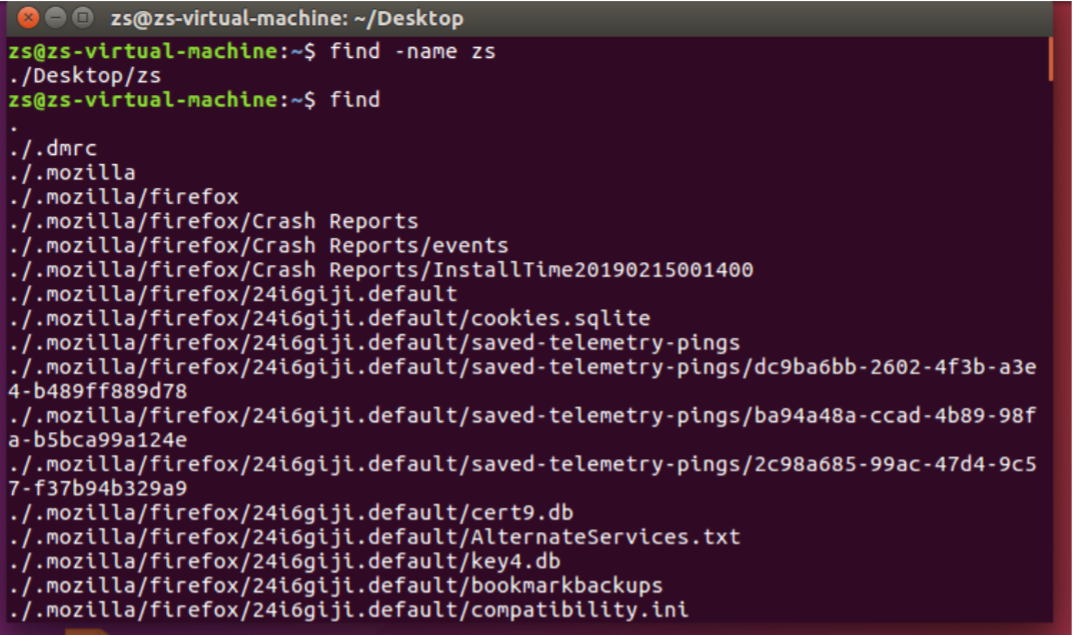 zs@zs-virtual-machine: ~/Desktop
zs@zs-virtual-machine:~$ find -name zs
./Desktop/zs
zs@zs-virtual-machine:~$ find
.
./.dmrc
./.mozilla
./.mozilla/firefox
./.mozilla/firefox/Crash Reports
./.mozilla/firefox/Crash Reports/events
./.mozilla/firefox/Crash Reports/InstallTime20190215001400
./.mozilla/firefox/24i6giji.default
./.mozilla/firefox/24i6giji.default/cookies.sqlite
./.mozilla/firefox/24i6giji.default/saved-telemetry-pings
./.mozilla/firefox/24i6giji.default/saved-telemetry-pings/dc9ba6bb-2602-4f3b-a3e
4-b489ff889d78
./.mozilla/firefox/24i6giji.default/saved-telemetry-pings/ba94a48a-ccad-4b89-98f
a-b5bca99a124e
./.mozilla/firefox/24i6giji.default/saved-telemetry-pings/2c98a685-99ac-47d4-9c5
7-f37b94b329a9
./.mozilla/firefox/24i6giji.default/cert9.db
./.mozilla/firefox/24i6giji.default/AlternateServices.txt
./.mozilla/firefox/24i6giji.default/key4.db
./.mozilla/firefox/24i6giji.default/bookmarkbackups
./.mozilla/firefox/24i6giji.default/compatibility.ini